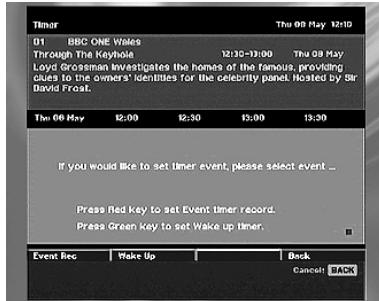 Timer Thu 08 May 12:10
01 BBC ONE Wales
Through The Keyhole 12:30-13:00 Thu 08 May
Loyd Grossman investigates the homes of the famous, providing
clues to the owners' identities for the celebrity panel. Hosted by Sir
David Frost.
Thu 08 May 12:00 12:30 13:00 13:30
If you would like to set timer event, please select event ...
Press Red key to set Event timer record.
Press Green key to set Wake up timer.
Event Rec Wake Up Back
Cancel: BACK